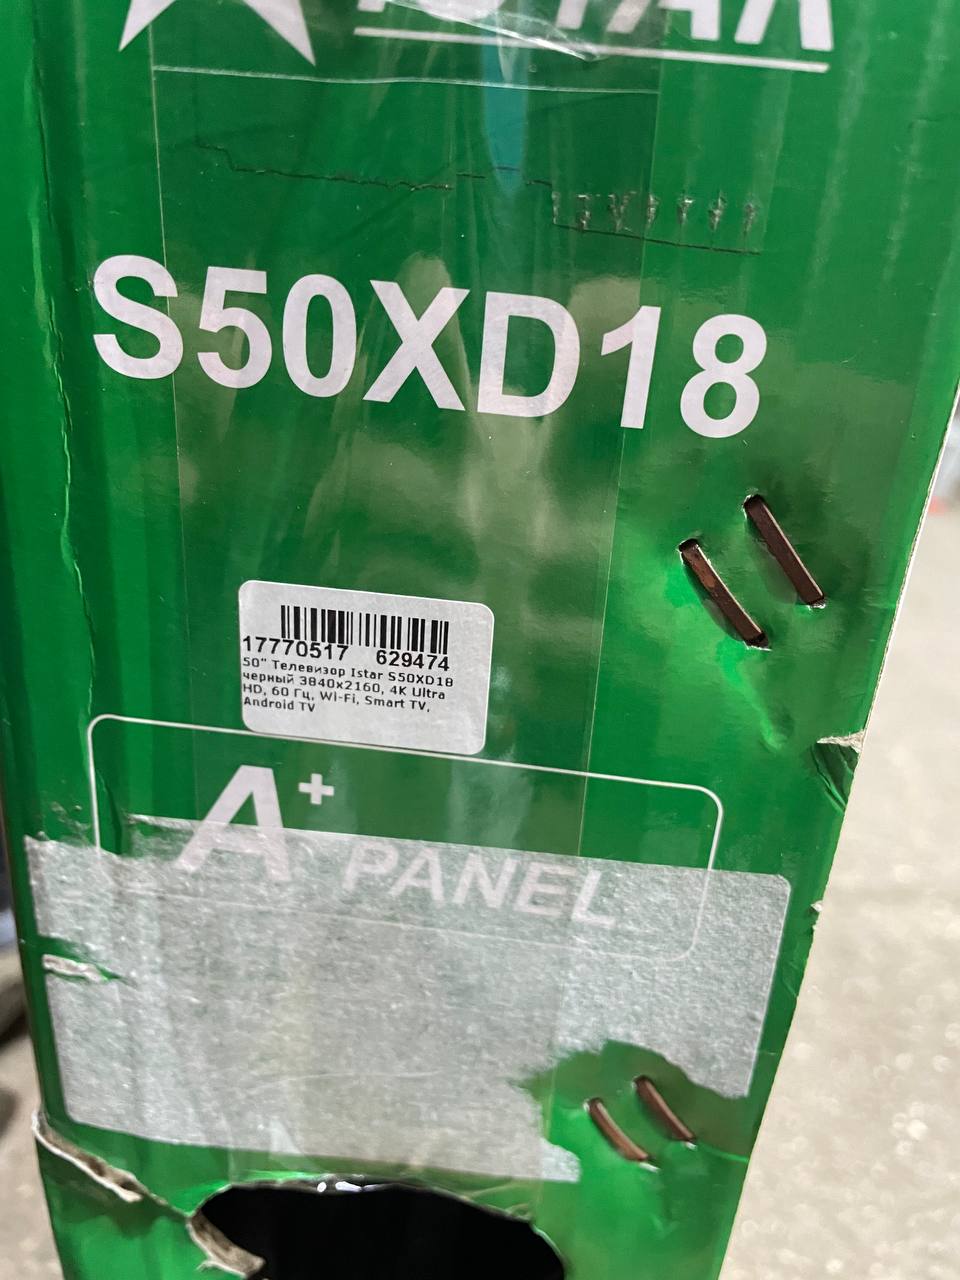 S50XD18
17770517 629474
50" Телевизор Istar S50XD18
черный 3840x2160, 4K Ultra
HD, 60 Гц, Wi-Fi, Smart TV,
Android TV
A+ PANEL